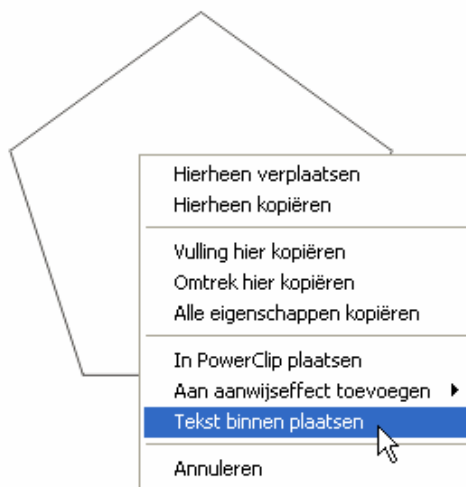 Hierheen verplaatsen
Hierheen kopiëren
Vulling hier kopiëren
Omtrek hier kopiëren
Alle eigenschappen kopiëren
In PowerClip plaatsen
Aan aanwijseffect toevoegen
Tekst binnen plaatsen
Annuleren